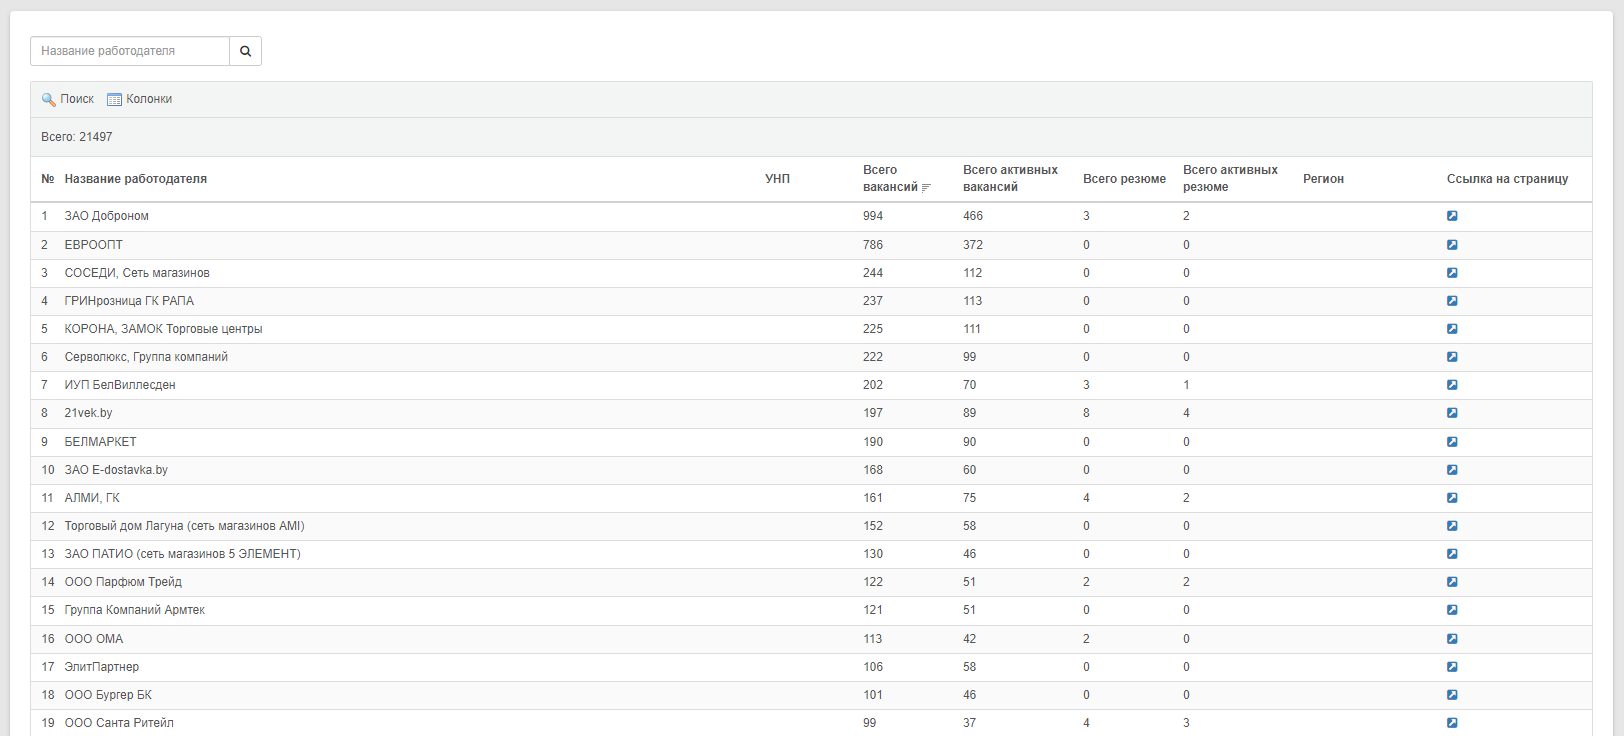 Название работодателя
Поиск Колонки
Всего: 21497
№ Название работодателя УНП Всего вакансий Всего активных вакансий Всего резюме Всего активных резюме Регион Ссылка на страницу
1 ЗАО Доброном 994 466 3 2
2 ЕВРООПТ 786 372 0 0
3 СОСЕДИ, Сеть магазинов 244 112 0 0
4 ГРИНрозница ГК РАПА 237 113 0 0
5 КОРОНА, ЗАМОК Торговые центры 225 111 0 0
6 Серволюкс, Группа компаний 222 99 0 0
7 ИУП БелВиллесден 202 70 3 1
8 21vek.by 197 89 8 4
9 БЕЛМАРКЕТ 190 90 0 0
10 ЗАО E-dostavka.by 168 60 0 0
11 АЛМИ, ГК 161 75 4 2
12 Торговый дом Лагуна (сеть магазинов AMI) 152 58 0 0
13 ЗАО ПАТИО (сеть магазинов 5 ЭЛЕМЕНТ) 130 46 0 0
14 ООО Парфюм Трейд 122 51 2 2
15 Группа Компаний Армтек 121 51 0 0
16 ООО ОМА 113 42 2 0
17 ЭлитПартнер 106 58 0 0
18 ООО Бургер БК 101 46 0 0
19 ООО Санта Ритейл 99 37 4 3